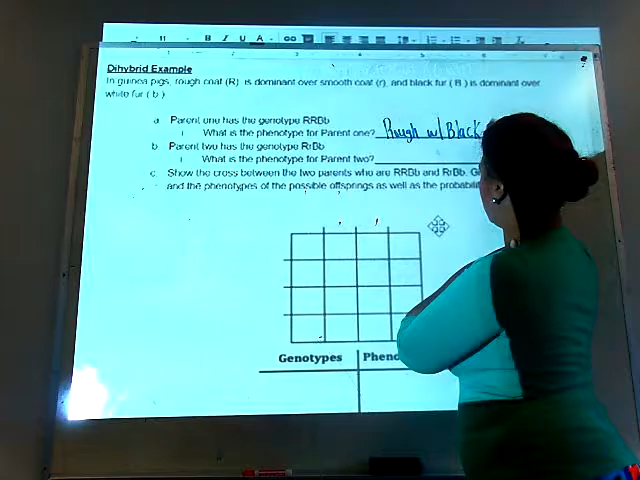 11 B I U A
Dihybrid Example
In guinea pigs, rough coat (R) is dominant over smooth coat (r), and black fur ( B ) is dominant over
white fur ( b )
a. Parent one has the genotype RRBb
i. What is the phenotype for Parent one? Rough w/ Black
b. Parent two has the genotype RrBb
i. What is the phenotype for Parent two?
c. Show the cross between the two parents who are RRBb and RrBb.
and the phenotypes of the possible offsprings as well as the
Genotypes